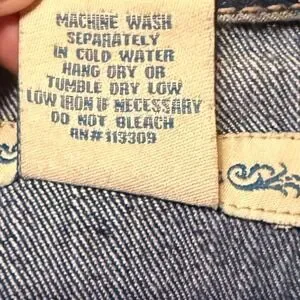 MACHINE WASH
SEPARATELY
IN COLD WATER
HANG DRY OR
TUMBLE DRY LOW
LOW IRON IF NECESSARY
DO NOT BLEACH
RN#113309